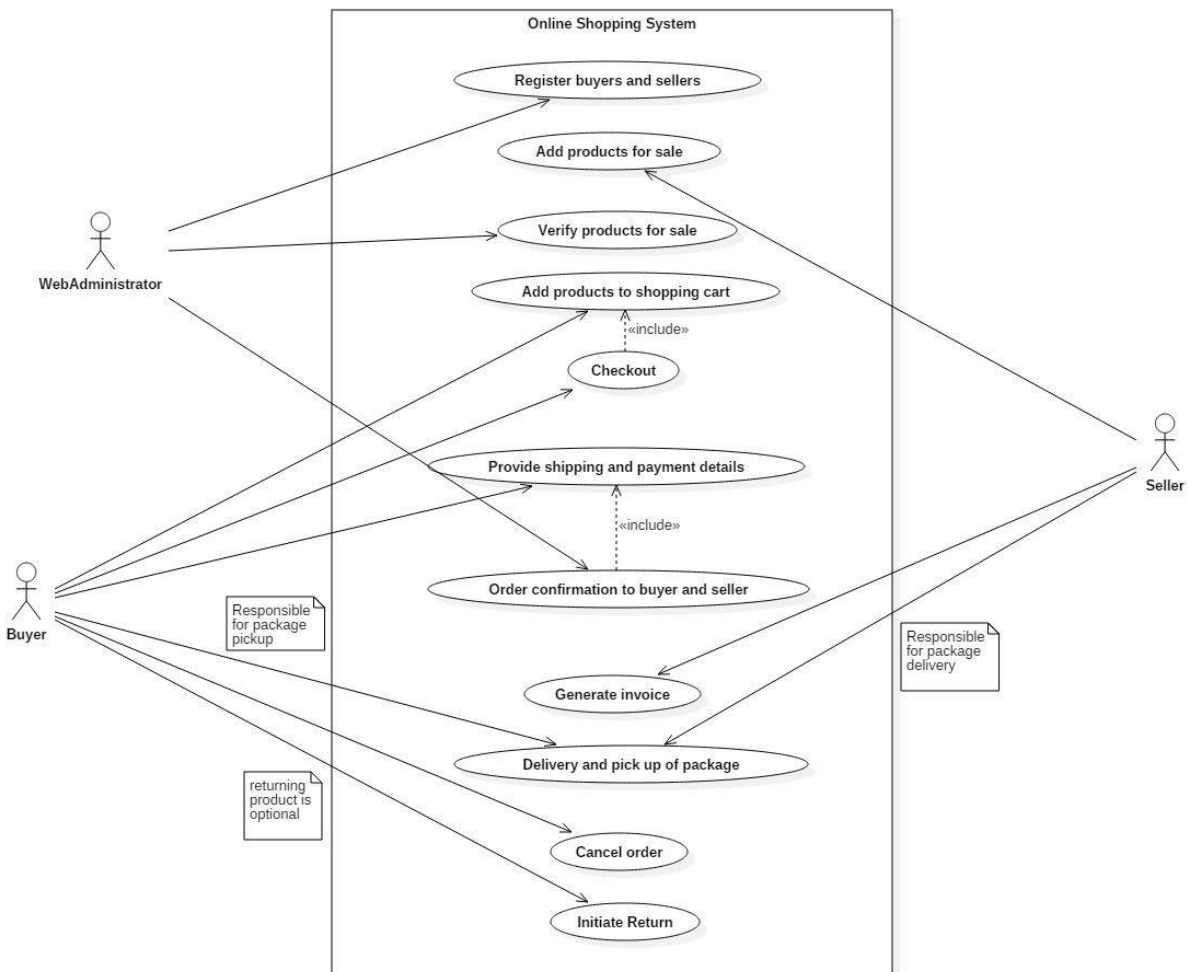 Online Shopping System
Register buyers and sellers
Add products for sale
Verify products for sale
WebAdministrator
Add products to shopping cart
«include»
Checkout
Provide shipping and payment details
Seller
«include»
Order confirmation to buyer and seller
Buyer
Responsible
for package
pickup
Responsible
for package
delivery
Generate invoice
Delivery and pick up of package
returning
product is
optional
Cancel order
Initiate Return